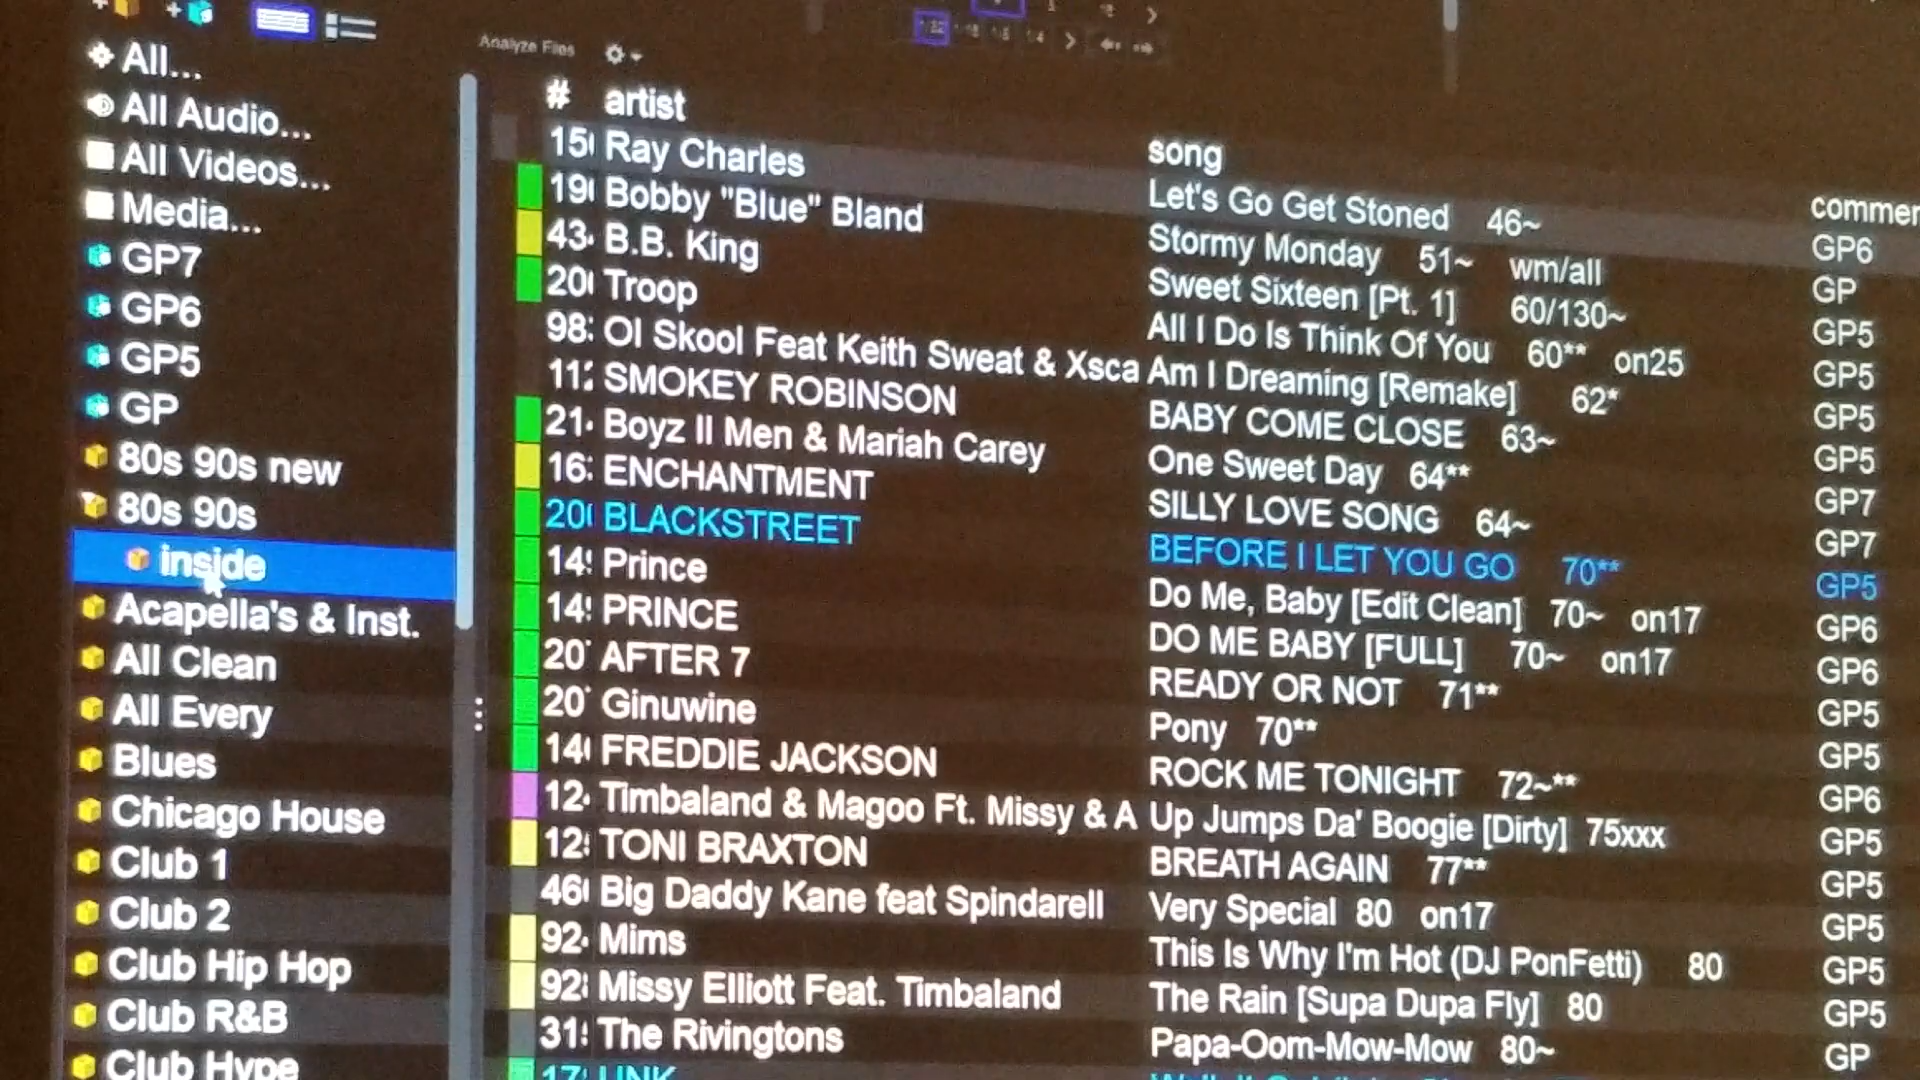 Analyze Files
All...
All Audio...
All Videos...
Media...
GP7
GP6
GP5
GP
80s 90s new
80s 90s
inside
Acapella's & Inst.
All Clean
All Every
Blues
Chicago House
Club 1
Club 2
Club Hip Hop
Club R&B
Club Hype
# artist song commen
Ray Charles Let's Go Get Stoned 46~ GP6
Bobby "Blue" Bland Stormy Monday 51~ wm/all GP
B.B. King Sweet Sixteen [Pt. 1] 60/130~ GP5
Troop All I Do Is Think Of You 60** on25 GP5
Ol Skool Feat Keith Sweat & Xsca Am I Dreaming [Remake] 62* GP5
SMOKEY ROBINSON BABY COME CLOSE 63~ GP5
Boyz II Men & Mariah Carey One Sweet Day 64** GP7
ENCHANTMENT SILLY LOVE SONG 64~ GP7
BLACKSTREET BEFORE I LET YOU GO 70** GP5
Prince Do Me, Baby [Edit Clean] 70~ on17 GP6
PRINCE DO ME BABY [FULL] 70~ on17 GP6
AFTER 7 READY OR NOT 71** GP5
Ginuwine Pony 70** GP5
FREDDIE JACKSON ROCK ME TONIGHT 72~** GP6
Timbaland & Magoo Ft. Missy & A Up Jumps Da' Boogie [Dirty] 75xxx GP5
TONI BRAXTON BREATH AGAIN 77** GP5
Big Daddy Kane feat Spindarell Very Special 80 on17 GP5
Mims This Is Why I'm Hot (DJ PonFetti) 80 GP5
Missy Elliott Feat. Timbaland The Rain [Supa Dupa Fly] 80 GP5
The Rivingtons Papa-Oom-Mow-Mow 80~ GP
UNK